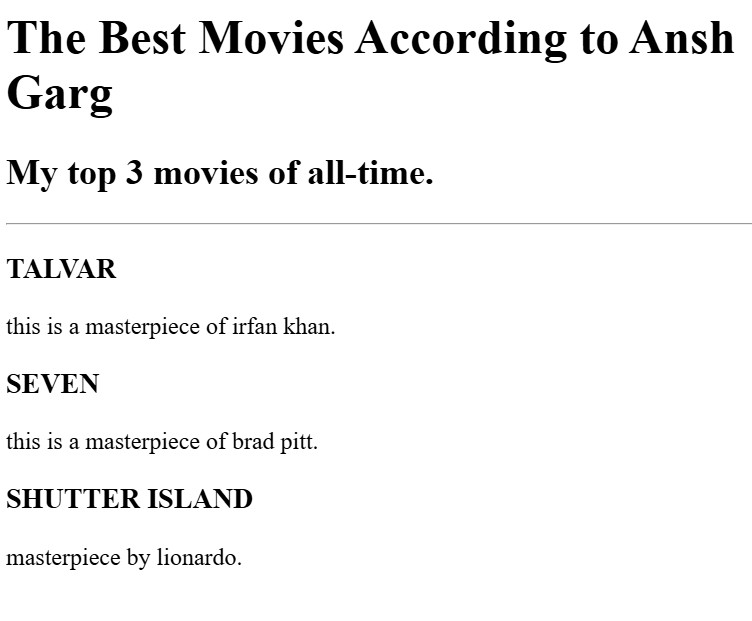 The Best Movies According to Ansh
Garg
My top 3 movies of all-time.
TALVAR
this is a masterpiece of irfan khan.
SEVEN
this is a masterpiece of brad pitt.
SHUTTER ISLAND
masterpiece by lionardo.